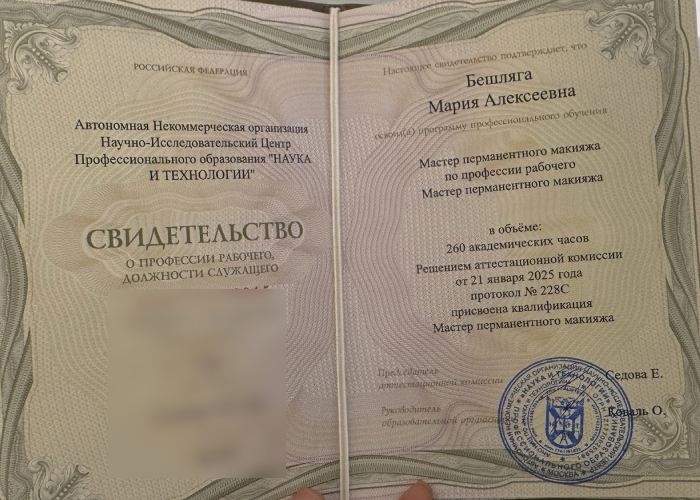 РОССИЙСКАЯ ФЕДЕРАЦИЯ
Автономная Некоммерческая организация
Научно-Исследовательский Центр
Профессионального образования "НАУКА
И ТЕХНОЛОГИИ"
СВИДЕТЕЛЬСТВО
О ПРОФЕССИИ РАБОЧЕГО,
ДОЛЖНОСТИ СЛУЖАЩЕГО
Настоящее свидетельство подтверждает, что
Бешляга
Мария Алексеевна
освоил(а) программу профессионального обучения
Мастер перманентного макияжа
по профессии рабочего
Мастер перманентного макияжа
в объёме:
260 академических часов
Решением аттестационной комиссии
от 21 января 2025 года
протокол № 228С
присвоена квалификация
Мастер перманентного макияжа
Председатель
аттестационной комиссии
Седова Е.
Руководитель
образовательной
Коваль О.
"НАУКА И ТЕХНОЛОГИИ"
МОСКВА